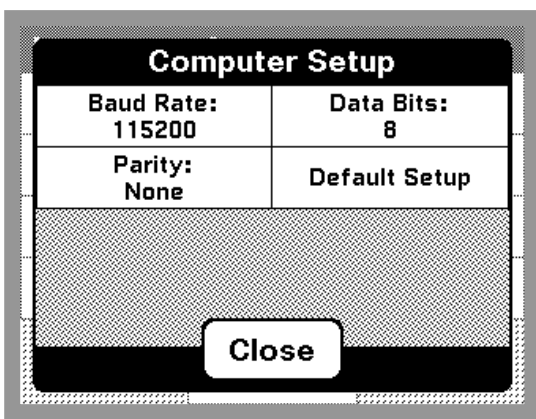 Computer Setup
Baud Rate:
115200
Data Bits:
8
Parity:
None
Default Setup
Close